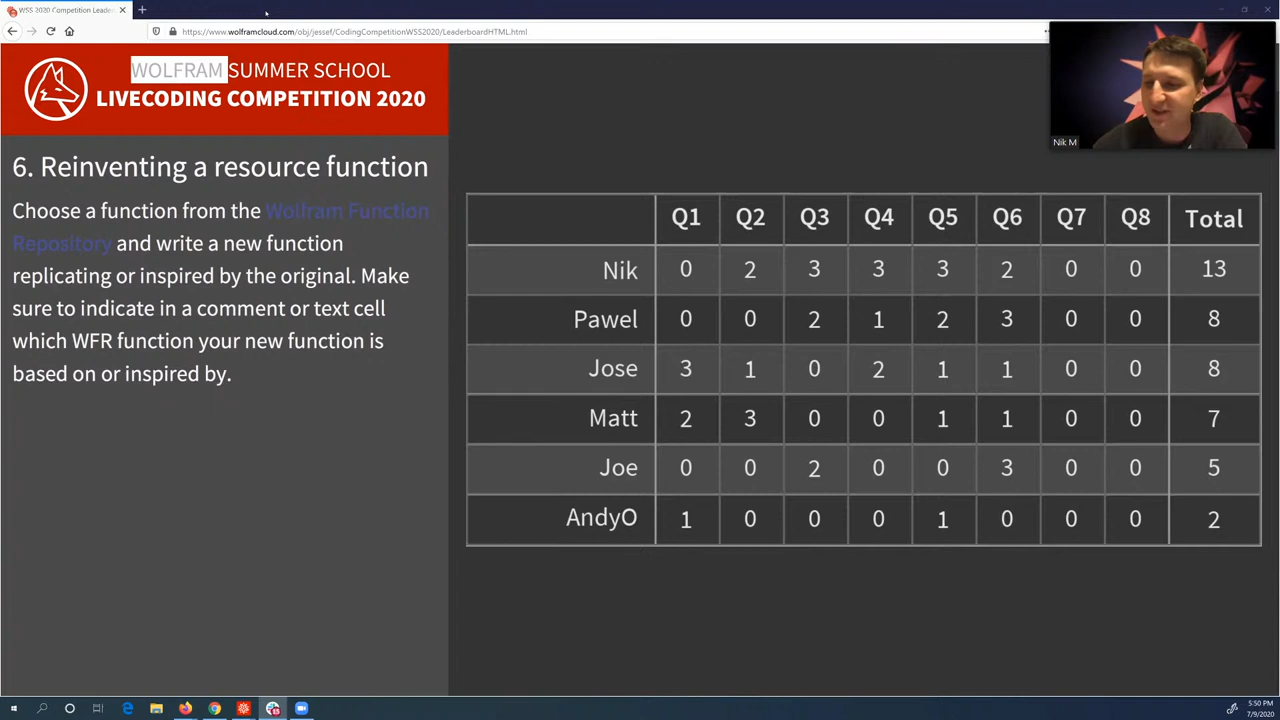 WSS 2020 Competition Leade
https://www.wolframcloud.com/obj/jessef/CodingCompetitionWSS2020/LeaderboardHTML.html
WOLFRAM SUMMER SCHOOL
LIVECODING COMPETITION 2020
6. Reinventing a resource function
Choose a function from the Wolfram Function
Repository and write a new function
replicating or inspired by the original. Make
sure to indicate in a comment or text cell
which WFR function your new function is
based on or inspired by.
Nik M
Q1 Q2 Q3 Q4 Q5 Q6 Q7 Q8 Total
Nik 0 2 3 3 3 2 0 0 13
Pawel 0 0 2 1 2 3 0 0 8
Jose 3 1 0 2 1 1 0 0 8
Matt 2 3 0 0 1 1 0 0 7
Joe 0 0 2 0 0 3 0 0 5
AndyO 1 0 0 0 1 0 0 0 2
15
5:50 PM
7/9/2020